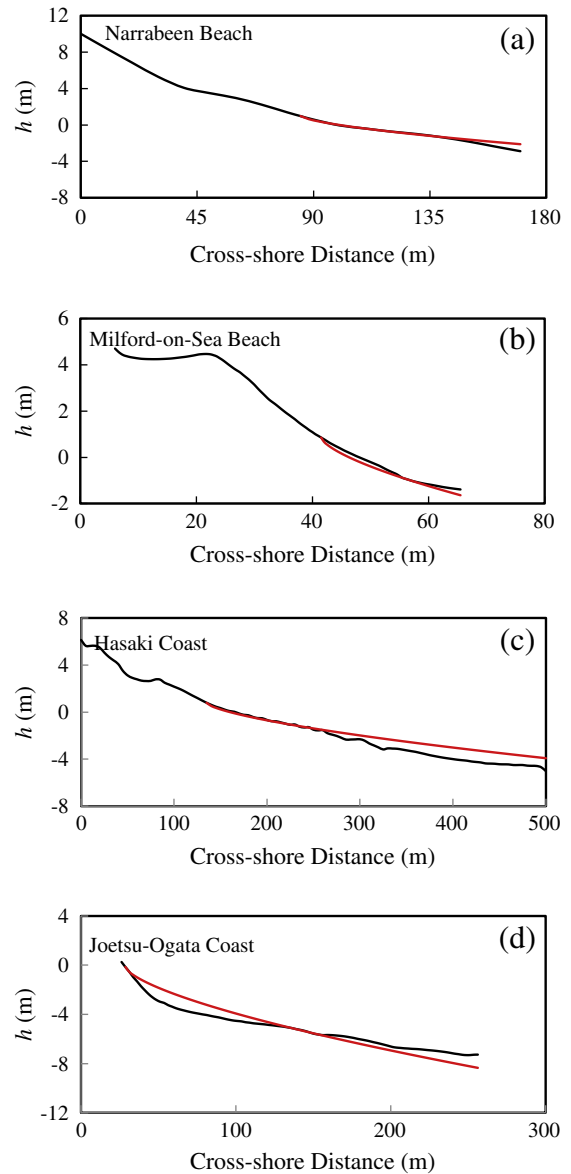 12
Narrabeen Beach
(a)
8
4
h (m)
0
-4
-8
0 45 90 135 180
Cross-shore Distance (m)
6
Milford-on-Sea Beach
(b)
4
h (m)
2
0
-2
0 20 40 60 80
Cross-shore Distance (m)
8
Hasaki Coast
(c)
4
h (m)
0
-4
-8
0 100 200 300 400 500
Cross-shore Distance (m)
4
Joetsu-Ogata Coast
(d)
0
h (m)
-4
-8
-12
0 100 200 300
Cross-shore Distance (m)